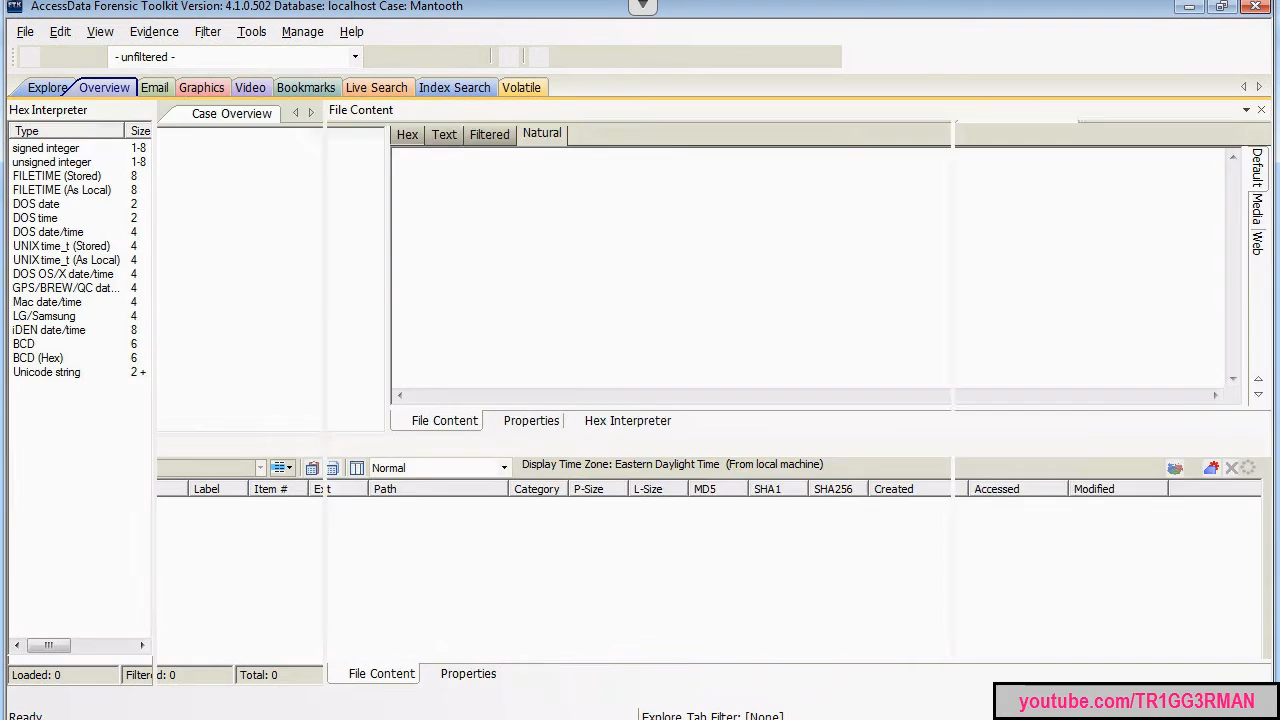 FTK AccessData Forensic Toolkit Version: 4.1.0.502 Database: localhost Case: Mantooth
File Edit View Evidence Filter Tools Manage Help
- unfiltered -
Explore Overview Email Graphics Video Bookmarks Live Search Index Search Volatile
Hex Interpreter
Case Overview
File Content
Type Size
signed integer 1-8
unsigned integer 1-8
FILETIME (Stored) 8
FILETIME (As Local) 8
DOS date 2
DOS time 2
DOS date/time 4
UNIX time_t (Stored) 4
UNIX time_t (As Local) 4
DOS OS/X date/time 4
GPS/BREW/QC dat... 4
Mac date/time 4
LG/Samsung 4
iDEN date/time 8
BCD 6
BCD (Hex) 6
Unicode string 2 +
Hex Text Filtered Natural
Default
Media
Web
File Content Properties Hex Interpreter
Normal
Display Time Zone: Eastern Daylight Time (From local machine)
Label Item # Ext Path Category P-Size L-Size MD5 SHA1 SHA256 Created Accessed Modified
Loaded: 0 Filtered: 0 Total: 0
File Content Properties
Ready
Explore Tab Filter: [None]
youtube.com/TR1GG3RMAN